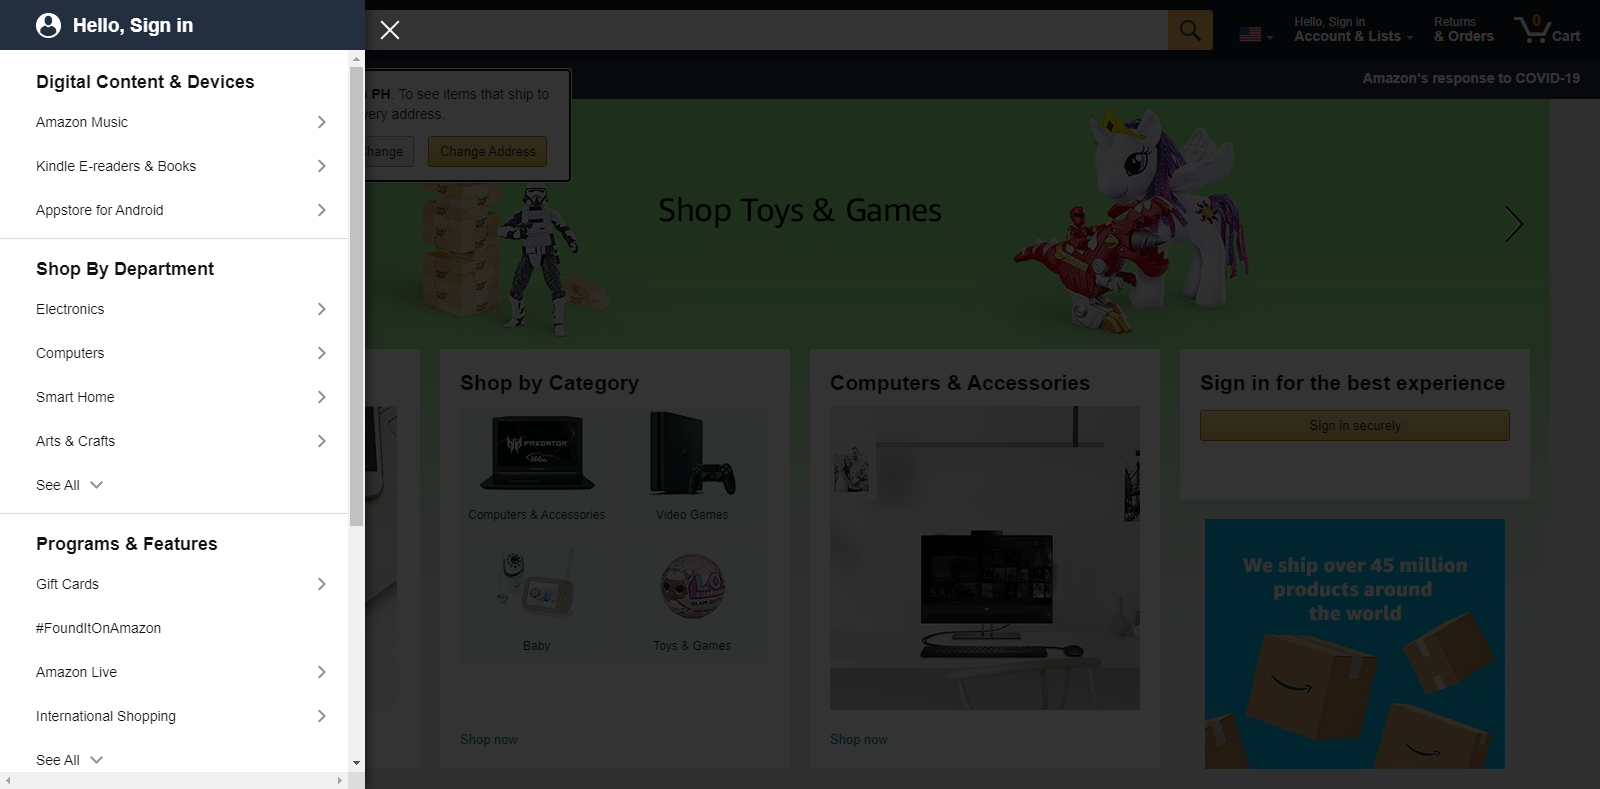 Hello, Sign in
Digital Content & Devices
Amazon Music
Kindle E-readers & Books
Appstore for Android
Shop By Department
Electronics
Computers
Smart Home
Arts & Crafts
See All
Programs & Features
Gift Cards
#FoundItOnAmazon
Amazon Live
International Shopping
See All
Hello, Sign in
Account & Lists
Returns
& Orders
0
Cart
Amazon's response to COVID-19
PH. To see items that ship to
address.
Change Address
Shop Toys & Games
Shop by Category
PREDATOR
Computers & Accessories
Video Games
Baby
L.O.L
Toys & Games
Shop now
Computers & Accessories
Shop now
Sign in for the best experience
Sign in securely
We ship over 45 million
products around
the world